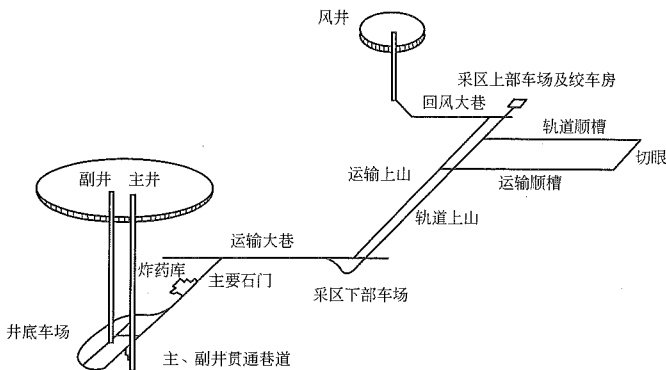 风井
采区上部车场及绞车房
回风大巷
轨道顺槽
切眼
运输上山
运输顺槽
副井
主井
轨道上山
运输大巷
炸药库
主要石门
采区下部车场
井底车场
主、副井贯通巷道